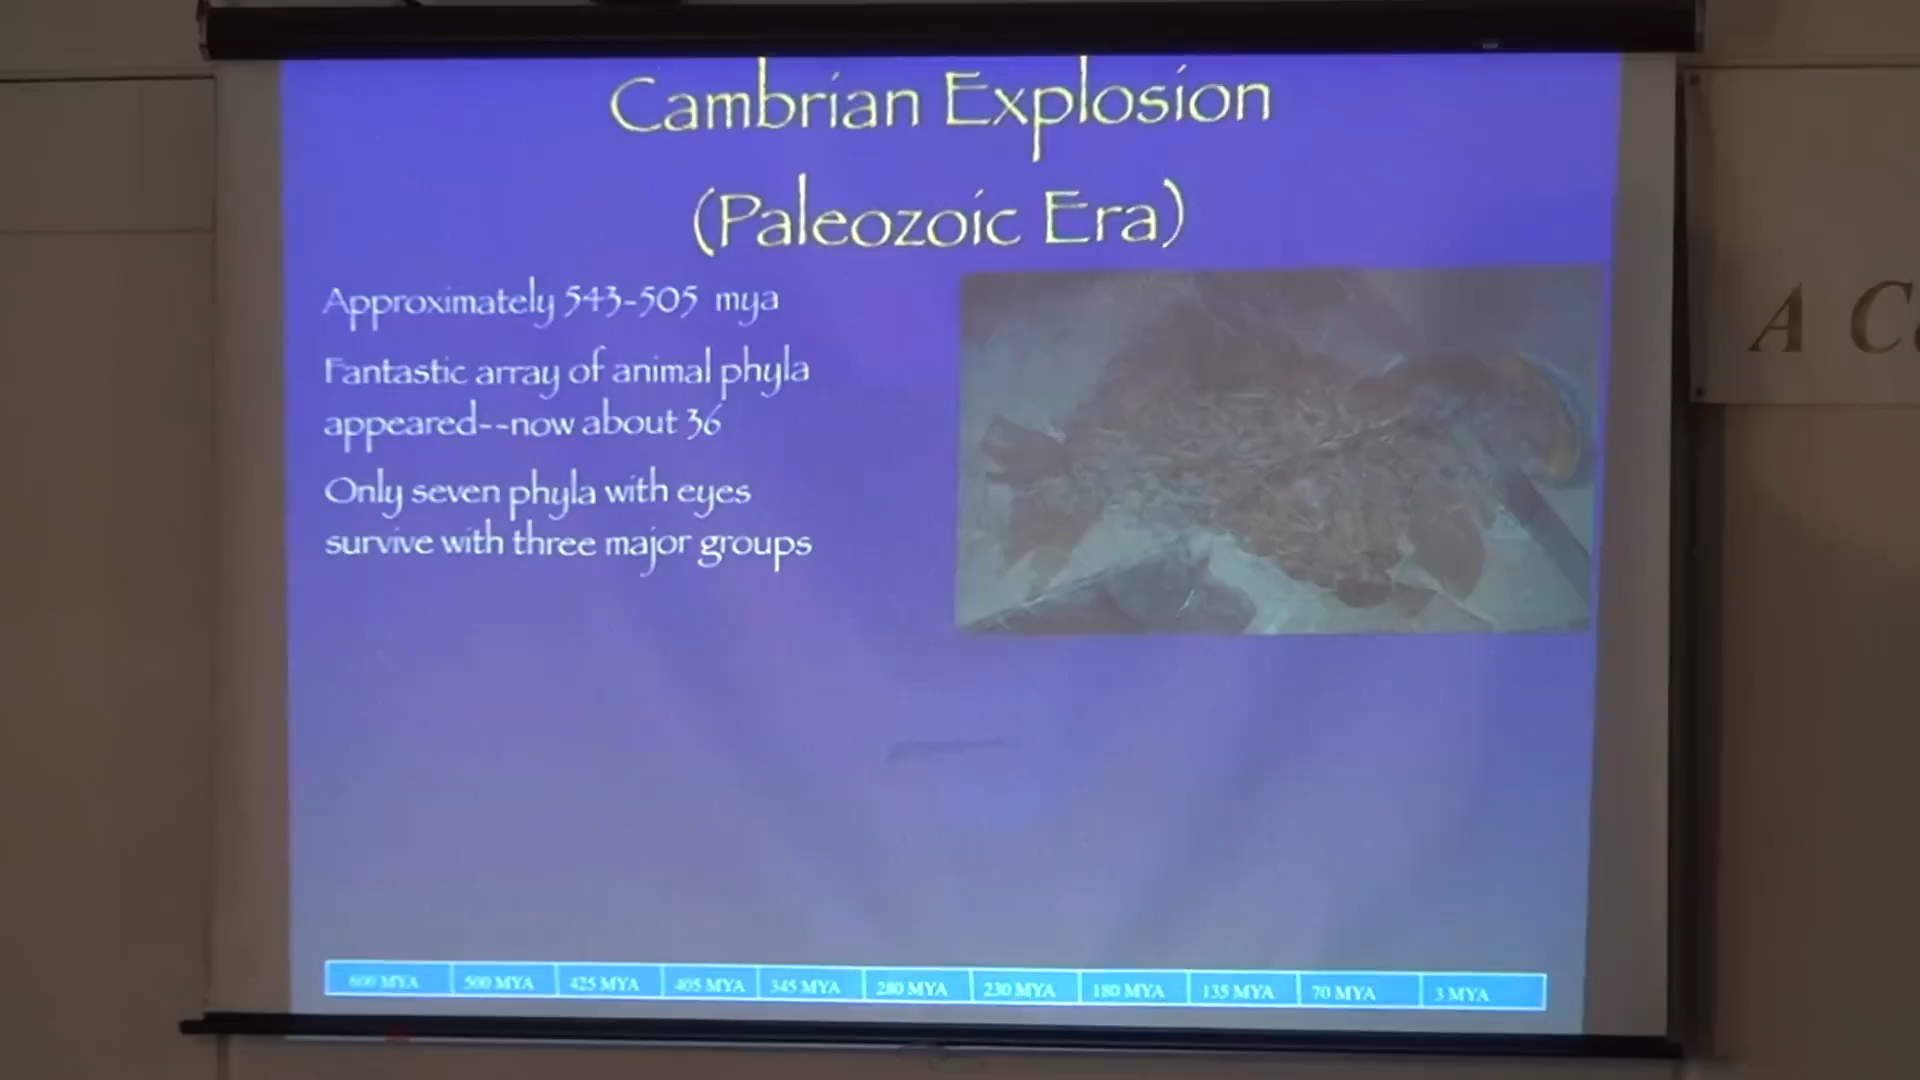 Cambrian Explosion
(Paleozoic Era)
Approximately 543-505 mya
Fantastic array of animal phyla
appeared--now about 36
Only seven phyla with eyes
survive with three major groups
A C
600 MYA 500 MYA 425 MYA 405 MYA 345 MYA 280 MYA 230 MYA 180 MYA 135 MYA 70 MYA 3 MYA